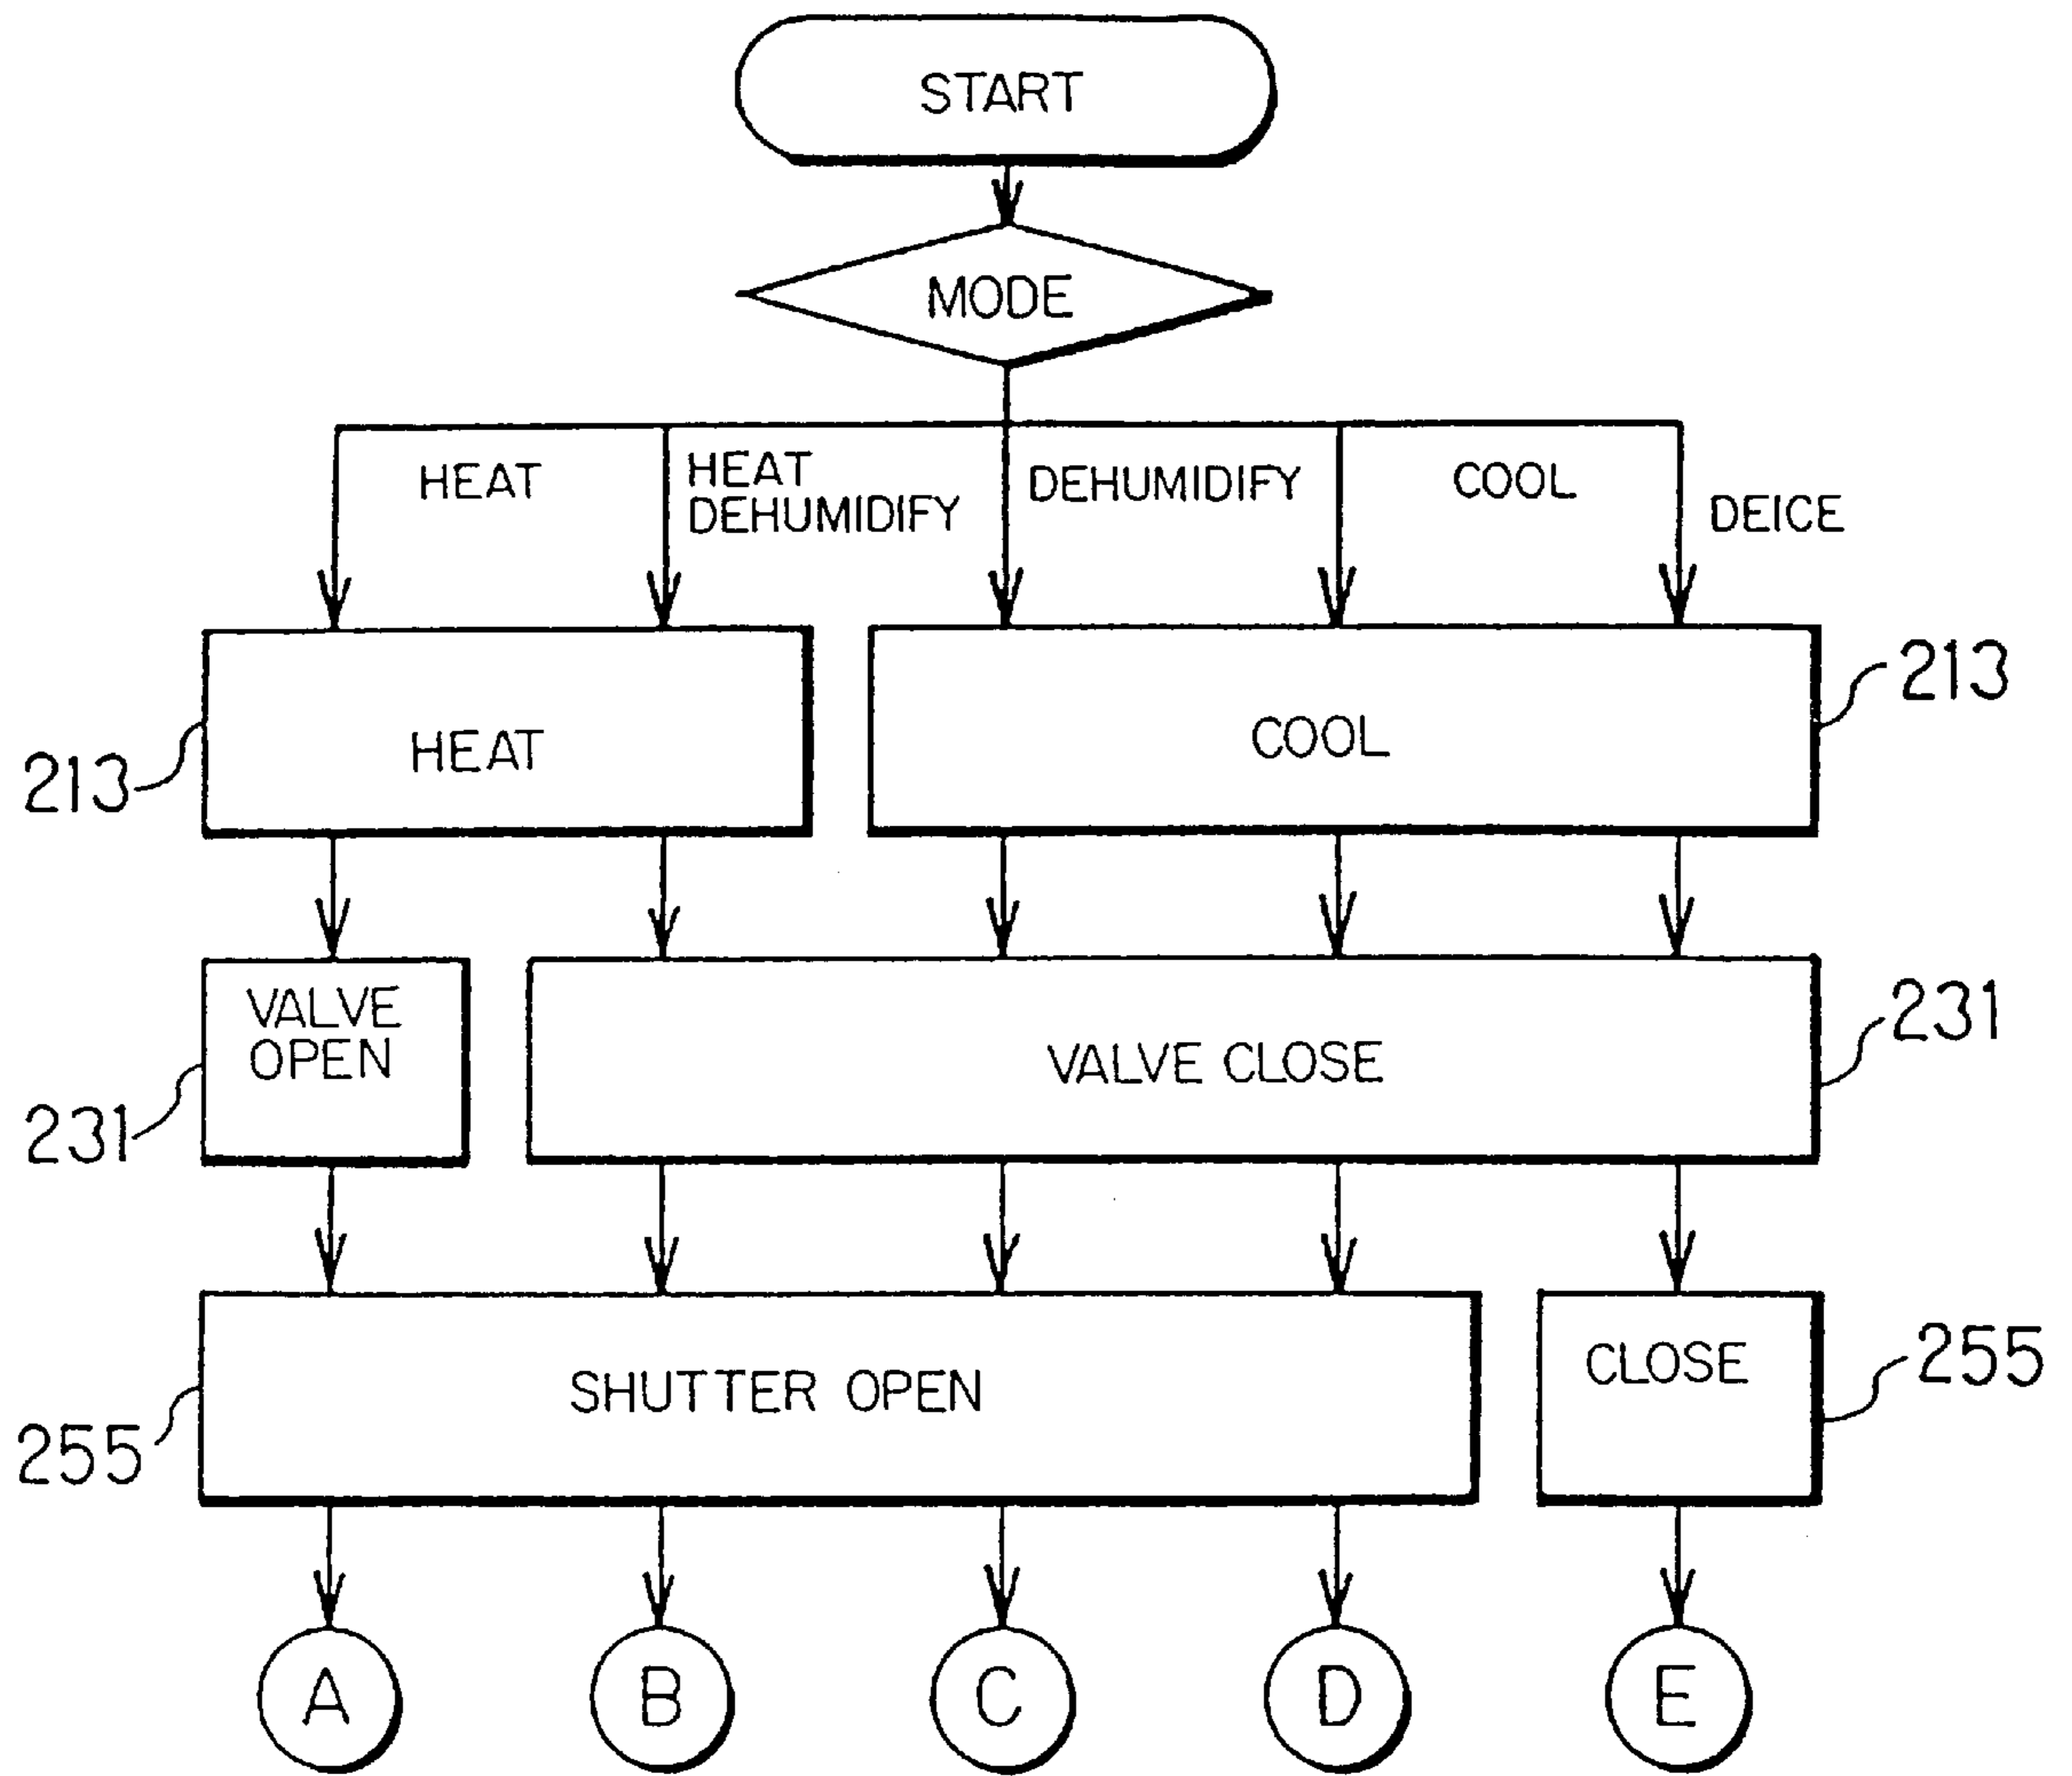 START
MODE
HEAT
HEAT
DEHUMIDIFY
DEHUMIDIFY
COOL
DEICE
213
HEAT
COOL
213
VALVE
OPEN
231
VALVE CLOSE
231
SHUTTER OPEN
255
CLOSE
255
A
B
C
D
E